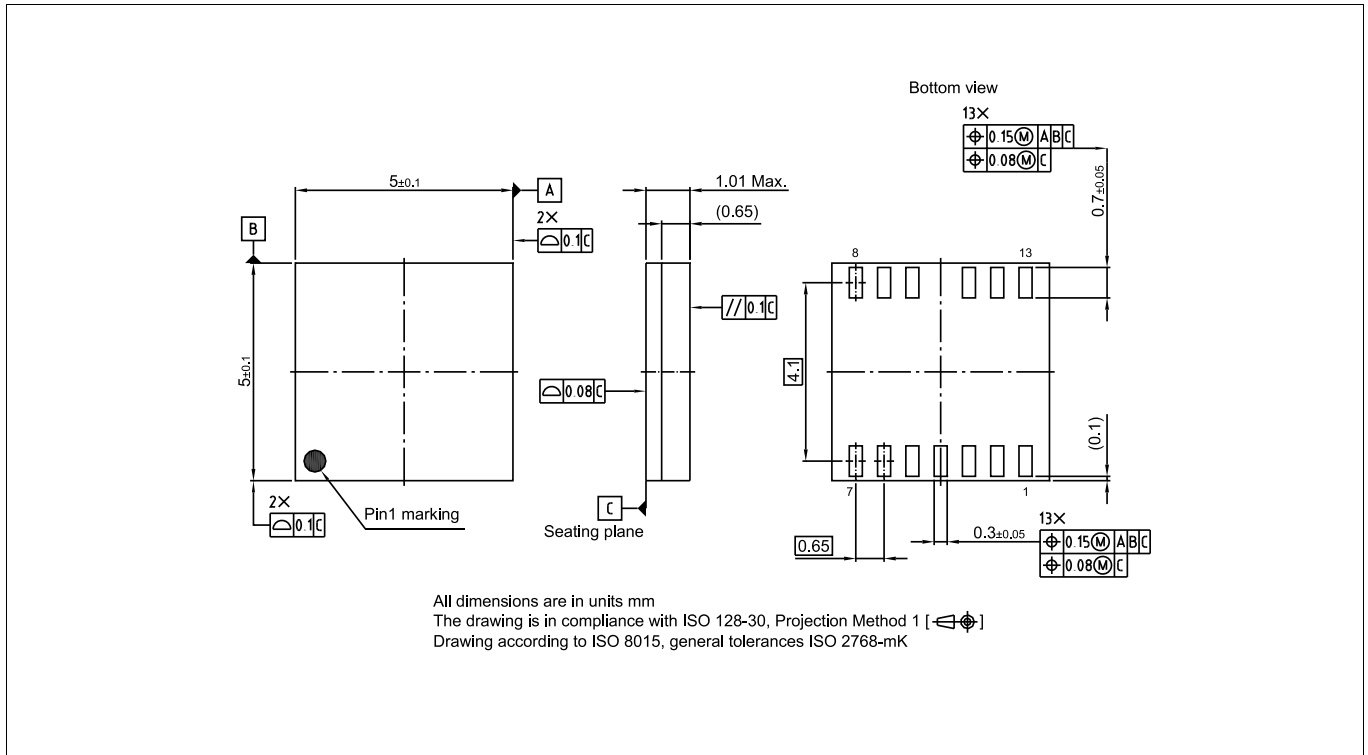 Bottom view
13×
⌖ 0.15Ⓜ A B C
⌖ 0.08Ⓜ C
5±0.1
A
2×
⌓ 0.1 C
B
1.01 Max.
(0.65)
0.7±0.05
8
13
// 0.1 C
5±0.1
4.1
⌓ 0.08 C
(0.1)
Pin1 marking
2×
⌓ 0.1 C
C
Seating plane
7
1
0.65
0.3±0.05
13×
⌖ 0.15Ⓜ A B C
⌖ 0.08Ⓜ C
All dimensions are in units mm
The drawing is in compliance with ISO 128-30, Projection Method 1 [ ]
Drawing according to ISO 8015, general tolerances ISO 2768-mK